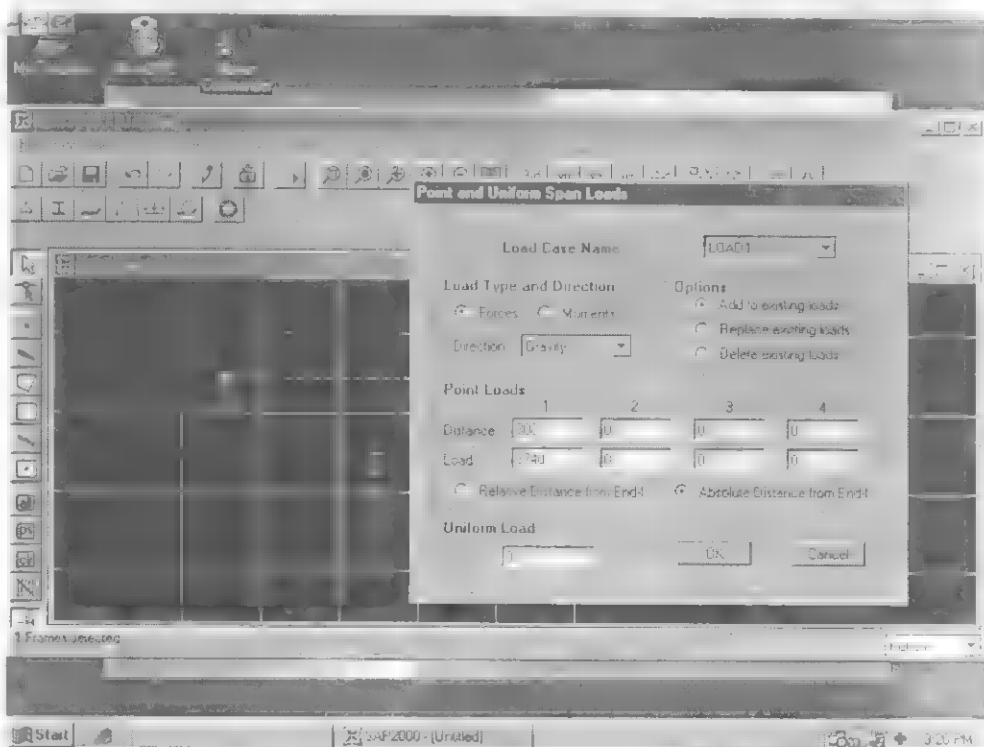 Point and Uniform Span Loads
Load Case Name LOAD1
Load Type and Direction
Forces Moments
Direction Gravity
Options
Add to existing loads
Replace existing loads
Delete existing loads
Point Loads
1 2 3 4
Distance 0 0 0
Load 0 0 0
Relative Distance from End-I Absolute Distance from End-I
Uniform Load
OK Cancel
1 Frames selected
Start SAP2000 - [Untitled] 3:20 PM